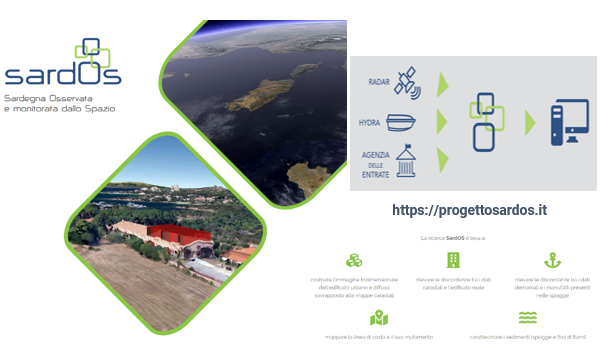 sardOs
Sardegna Osservata
e monitorata dallo Spazio
RADAR
HYDRA
AGENZIA
DELLE
ENTRATE
https://progettosardos.it
La ricerca SardOS è tesa a
costruire l'immagine tridimensionale
dell'edificato urbano e diffuso
sovrapposto alle mappe catastali
rilevare le discordanze tra i dati
catastali e l'edificato reale
rilevare le discordanze tra i dati
demaniali e i manufatti presenti
nelle spiagge
mappare la linea di costa e il suo mutamento
caratterizzare i sedimenti (spiagge e foci di fiumi)